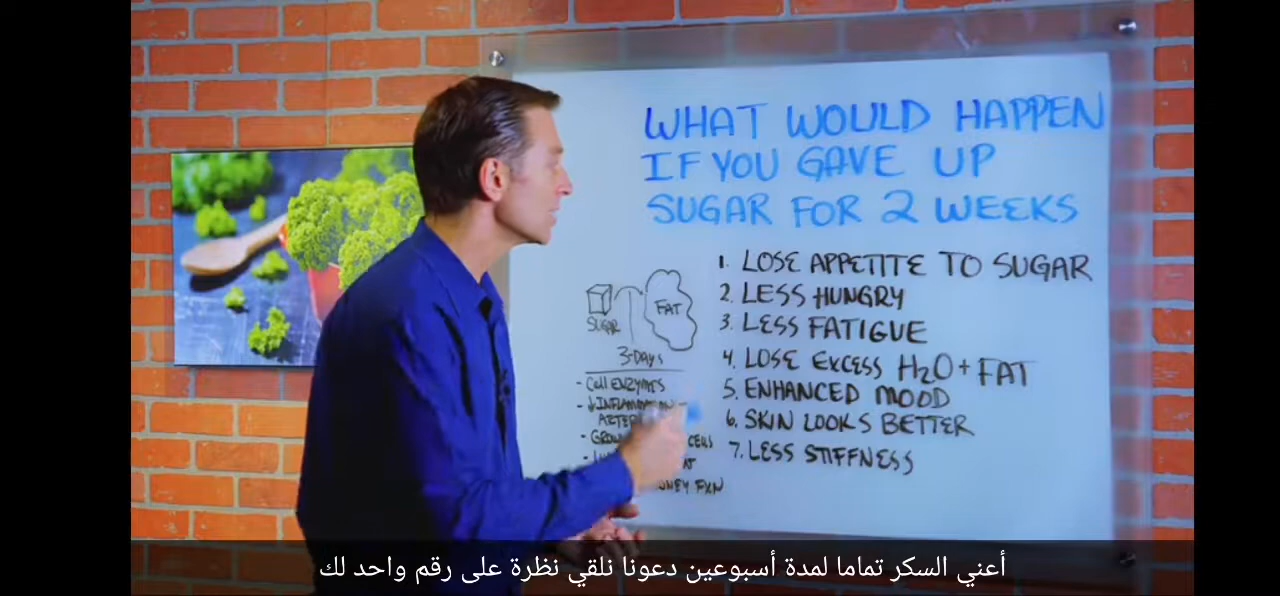 WHAT WOULD HAPPEN
IF YOU GAVE UP
SUGAR FOR 2 WEEKS
1. LOSE APPETITE TO SUGAR
2. LESS HUNGRY
3. LESS FATIGUE
4. LOSE EXCESS H2O + FAT
5. ENHANCED MOOD
6. SKIN LOOKS BETTER
7. LESS STIFFNESS
SUGAR
FAT
3-DAYS
- CELL ENZYMES
- ↓ INFLAMMATION
أعني السكر تماما لمدة أسبوعين دعونا نلقي نظرة على رقم واحد لك